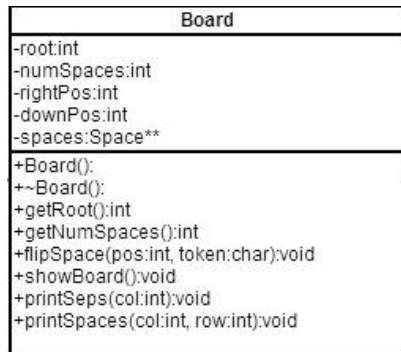 Board
-root:int
-numSpaces:int
-rightPos:int
-downPos:int
-spaces:Space**
+Board():
+~Board():
+getRoot():int
+getNumSpaces():int
+flipSpace(pos:int, token:char):void
+showBoard():void
+printSeps(col:int):void
+printSpaces(col:int, row:int):void